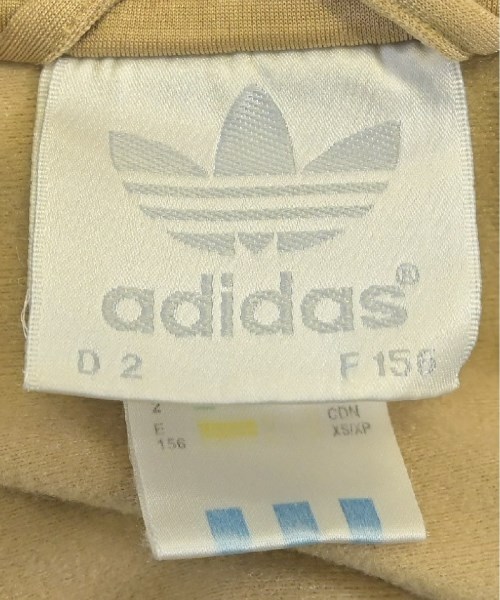 adidas®
D 2 F 156
2
E CDN
156 XS/XP